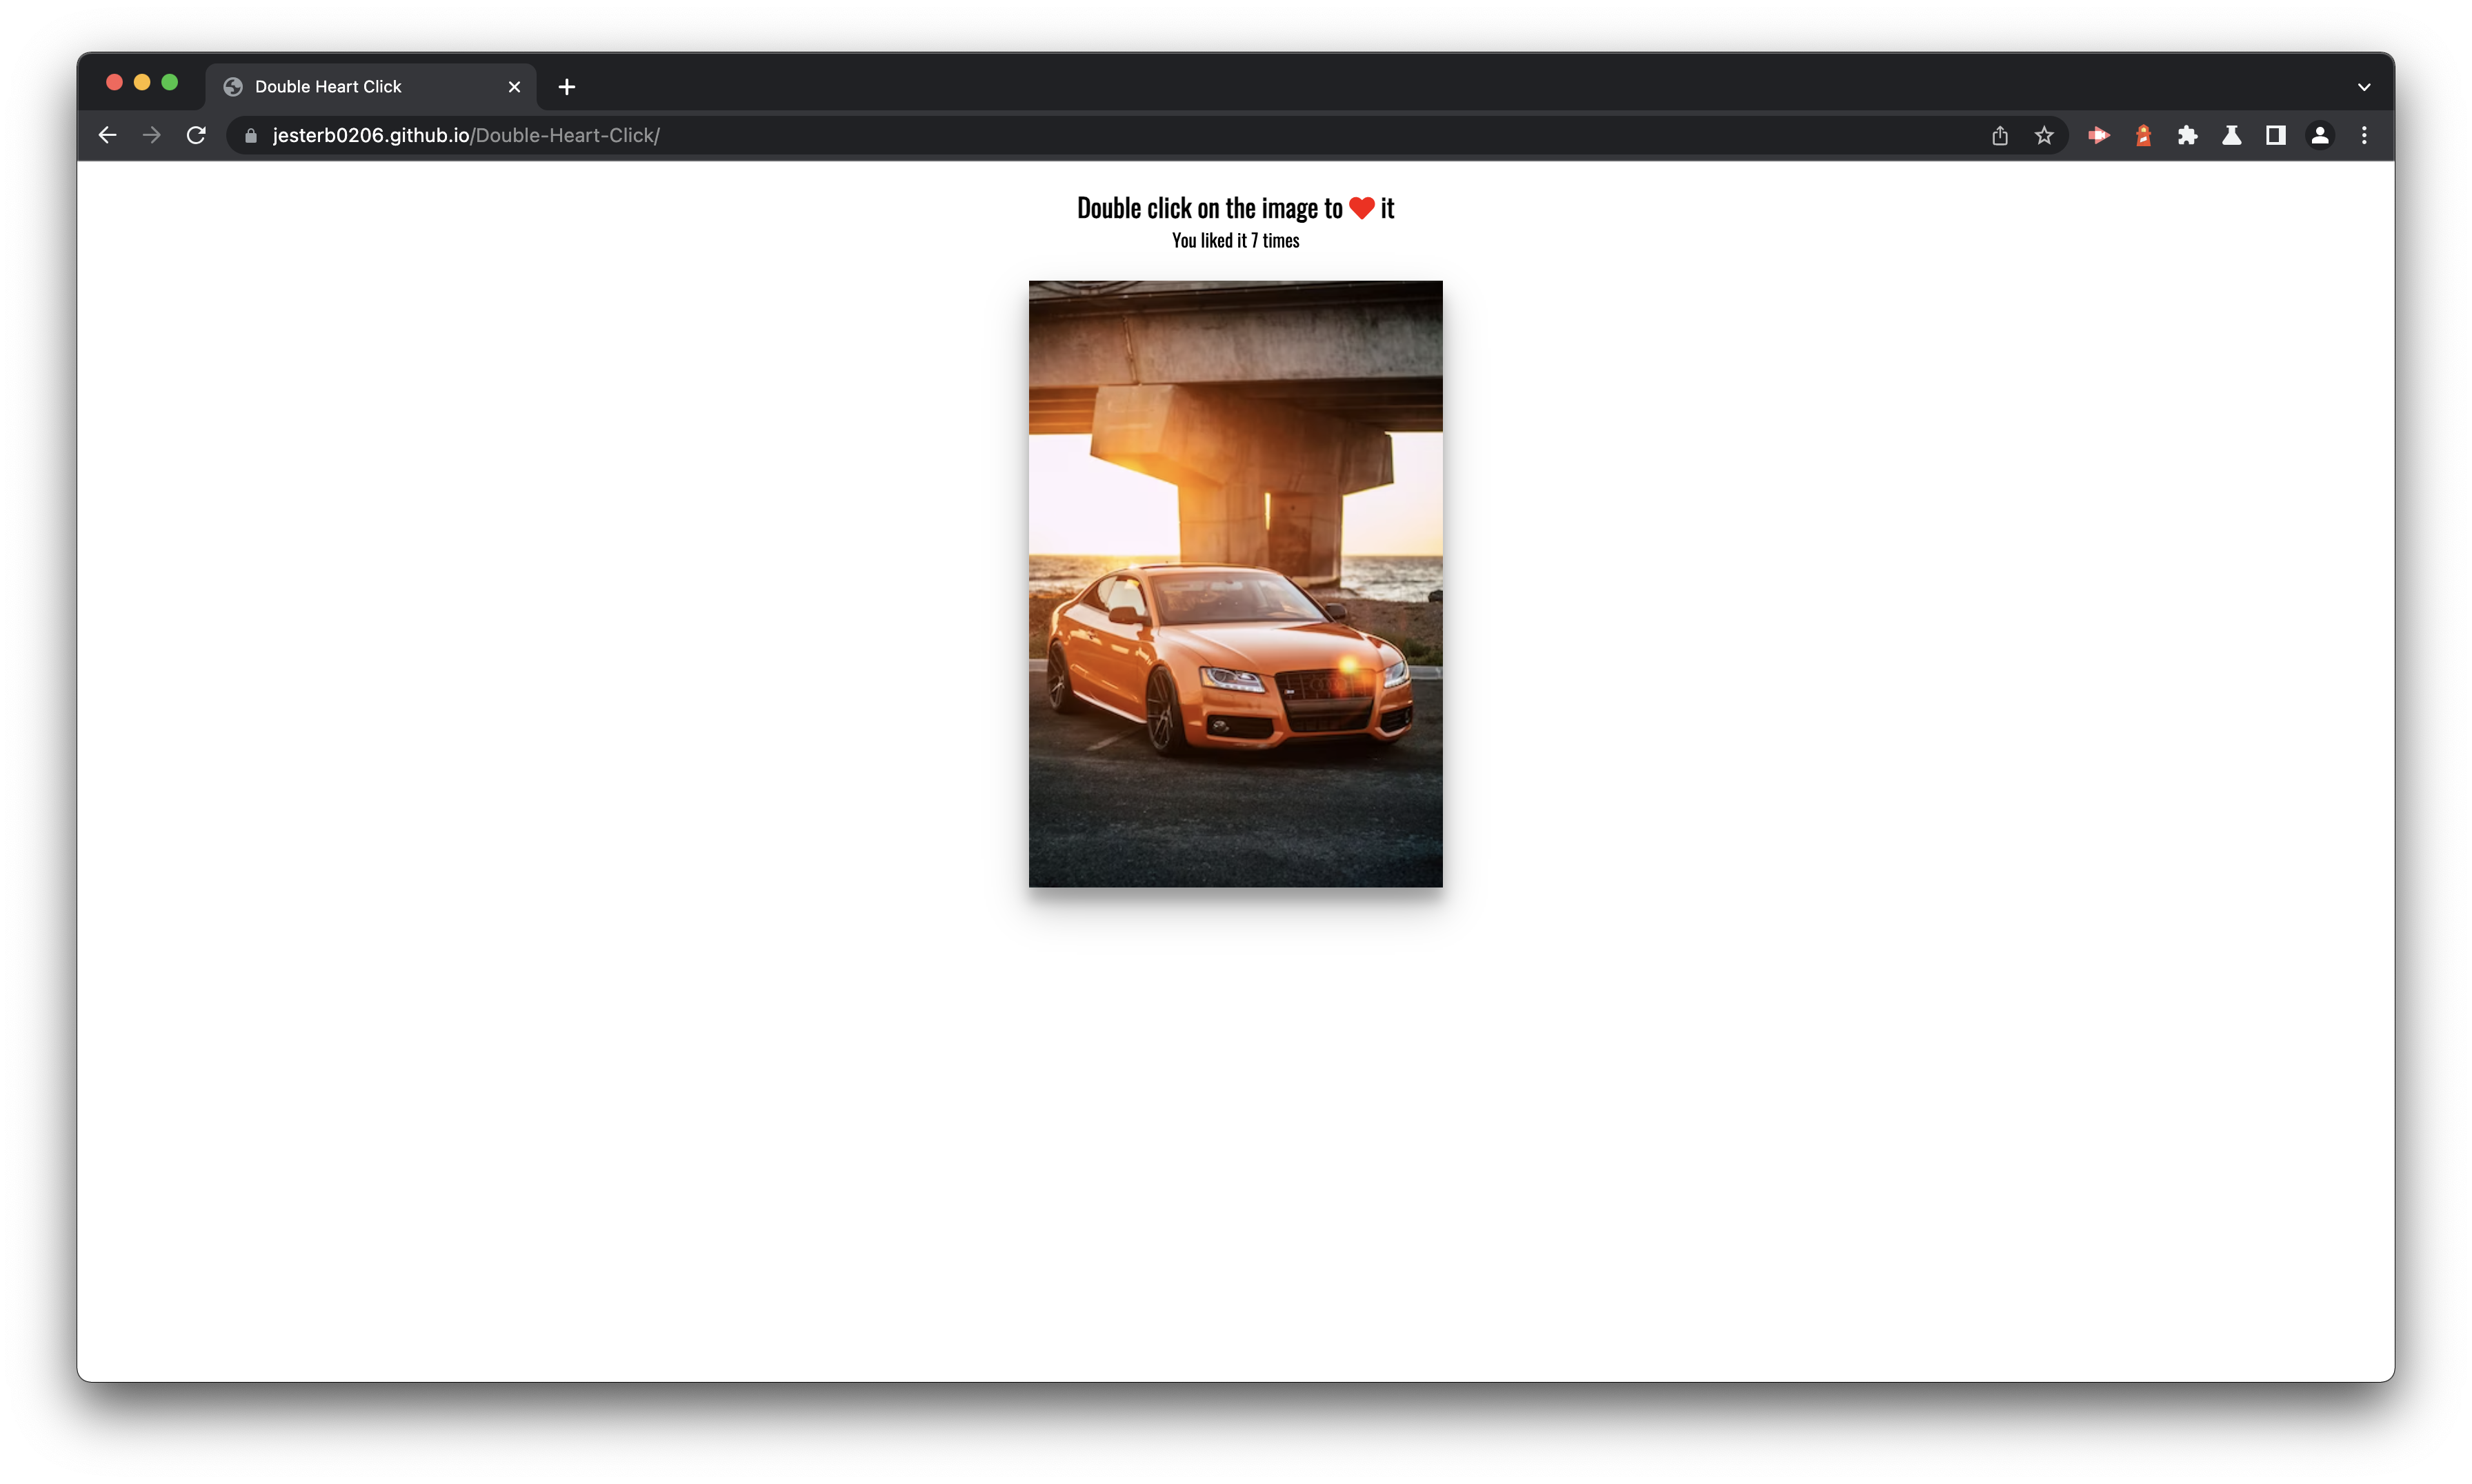 Double Heart Click
jesterb0206.github.io/Double-Heart-Click/
Double click on the image to ❤️ it
You liked it 7 times